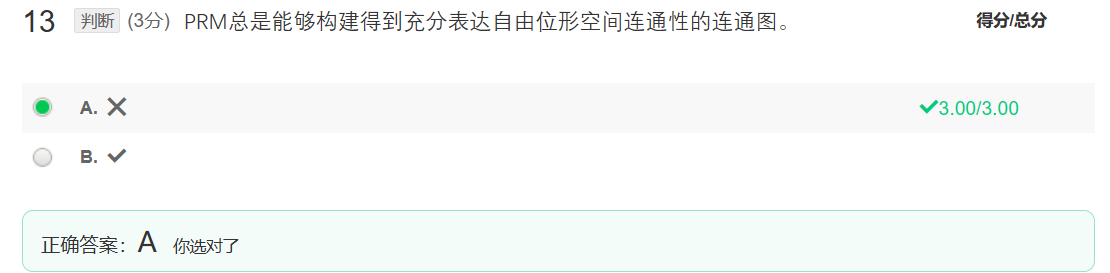 13 判断 (3分) PRM总是能够构建得到充分表达自由位形空间连通性的连通图。 得分/总分
A. ✕ ✓3.00/3.00
B. ✓
正确答案：A 你选对了